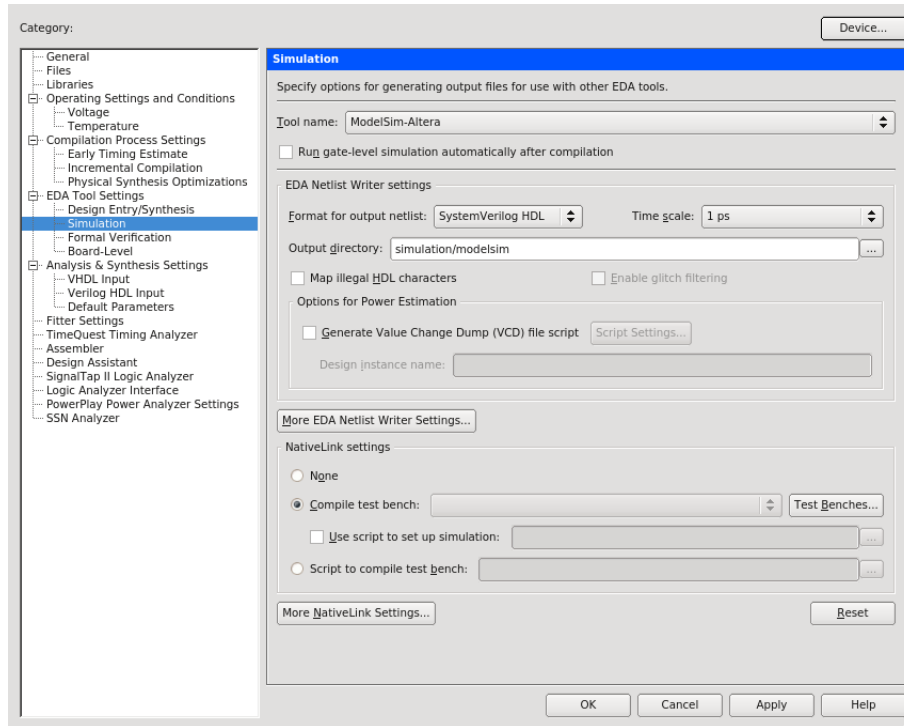 Category:
Device...
General
Files
Libraries
Operating Settings and Conditions
Voltage
Temperature
Compilation Process Settings
Early Timing Estimate
Incremental Compilation
Physical Synthesis Optimizations
EDA Tool Settings
Design Entry/Synthesis
Simulation
Formal Verification
Board-Level
Analysis & Synthesis Settings
VHDL Input
Verilog HDL Input
Default Parameters
Fitter Settings
TimeQuest Timing Analyzer
Assembler
Design Assistant
SignalTap II Logic Analyzer
Logic Analyzer Interface
PowerPlay Power Analyzer Settings
SSN Analyzer
Simulation
Specify options for generating output files for use with other EDA tools.
Tool name: ModelSim-Altera
Run gate-level simulation automatically after compilation
EDA Netlist Writer settings
Format for output netlist: SystemVerilog HDL Time scale: 1 ps
Output directory: simulation/modelsim ...
Map illegal HDL characters Enable glitch filtering
Options for Power Estimation
Generate Value Change Dump (VCD) file script Script Settings...
Design instance name:
More EDA Netlist Writer Settings...
NativeLink settings
None
Compile test bench: Test Benches...
Use script to set up simulation: ...
Script to compile test bench: ...
More NativeLink Settings... Reset
OK Cancel Apply Help